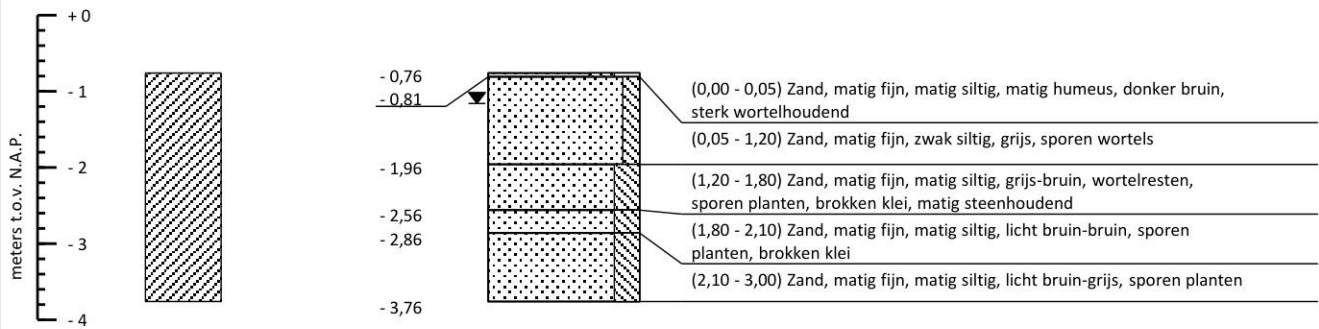 + 0
- 1
- 2
- 3
- 4
meters t.o.v. N.A.P.
- 0,76
- 0,81
- 1,96
- 2,56
- 2,86
- 3,76
(0,00 - 0,05) Zand, matig fijn, matig siltig, matig humeus, donker bruin,
sterk wortelhoudend
(0,05 - 1,20) Zand, matig fijn, zwak siltig, grijs, sporen wortels
(1,20 - 1,80) Zand, matig fijn, matig siltig, grijs-bruin, wortelresten,
sporen planten, brokken klei, matig steenhoudend
(1,80 - 2,10) Zand, matig fijn, matig siltig, licht bruin-bruin, sporen
planten, brokken klei
(2,10 - 3,00) Zand, matig fijn, matig siltig, licht bruin-grijs, sporen planten